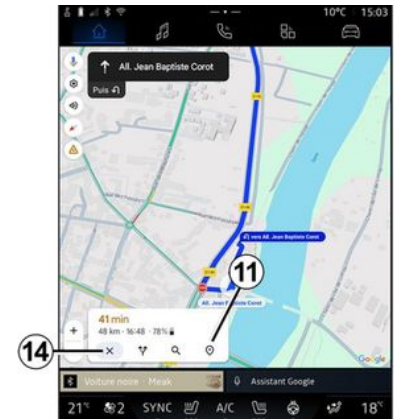 10°C 15:03
All. Jean Baptiste Corot
Puis
vers All. Jean Baptiste Corot
11
All. Jean Baptiste Corot
41 min
48 km · 16:48 · 78%
14
Google
Voiture noire · Meak
Assistant Google
21° 2 SYNC A/C 18°